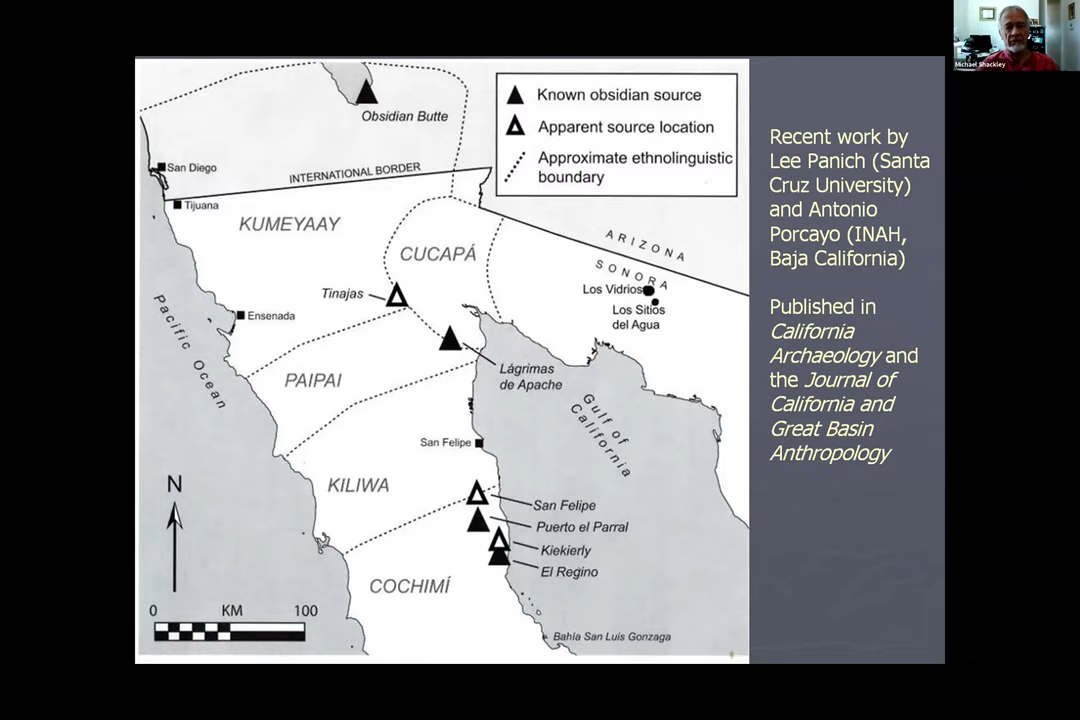 Michael Shackley
Known obsidian source
Apparent source location
Approximate ethnolinguistic
boundary
Obsidian Butte
San Diego
INTERNATIONAL BORDER
Tijuana
KUMEYAAY
CUCAPÁ
ARIZONA
SONORA
Tinajas
Los Vidrios
Los Sitios
del Agua
Ensenada
Pacific Ocean
Lágrimas
de Apache
PAIPAI
Gulf of
California
San Felipe
KILIWA
N
San Felipe
Puerto el Parral
Kiekierly
El Regino
COCHIMÍ
0 KM 100
Bahía San Luis Gonzaga
Recent work by
Lee Panich (Santa
Cruz University)
and Antonio
Porcayo (INAH,
Baja California)
Published in
California
Archaeology and
the Journal of
California and
Great Basin
Anthropology